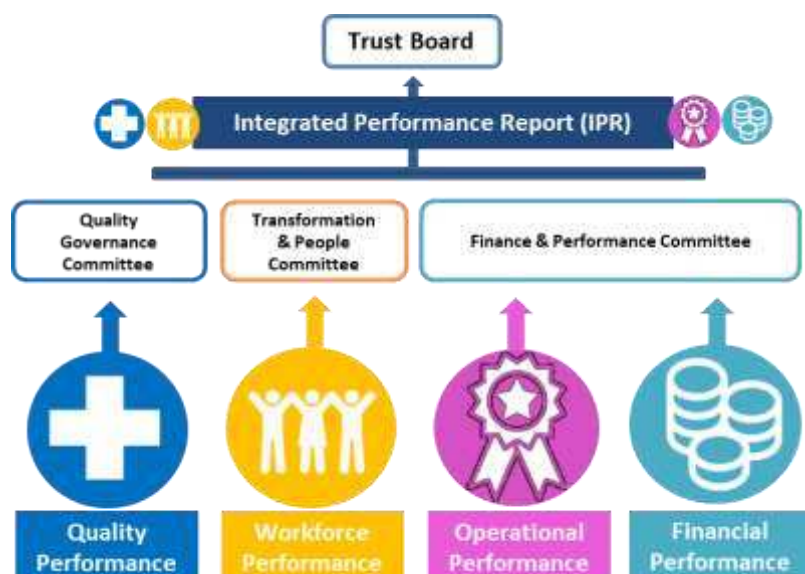 Trust Board
Integrated Performance Report (IPR)
Quality
Governance
Committee
Transformation
& People
Committee
Finance & Performance Committee
Quality
Performance
Workforce
Performance
Operational
Performance
Financial
Performance